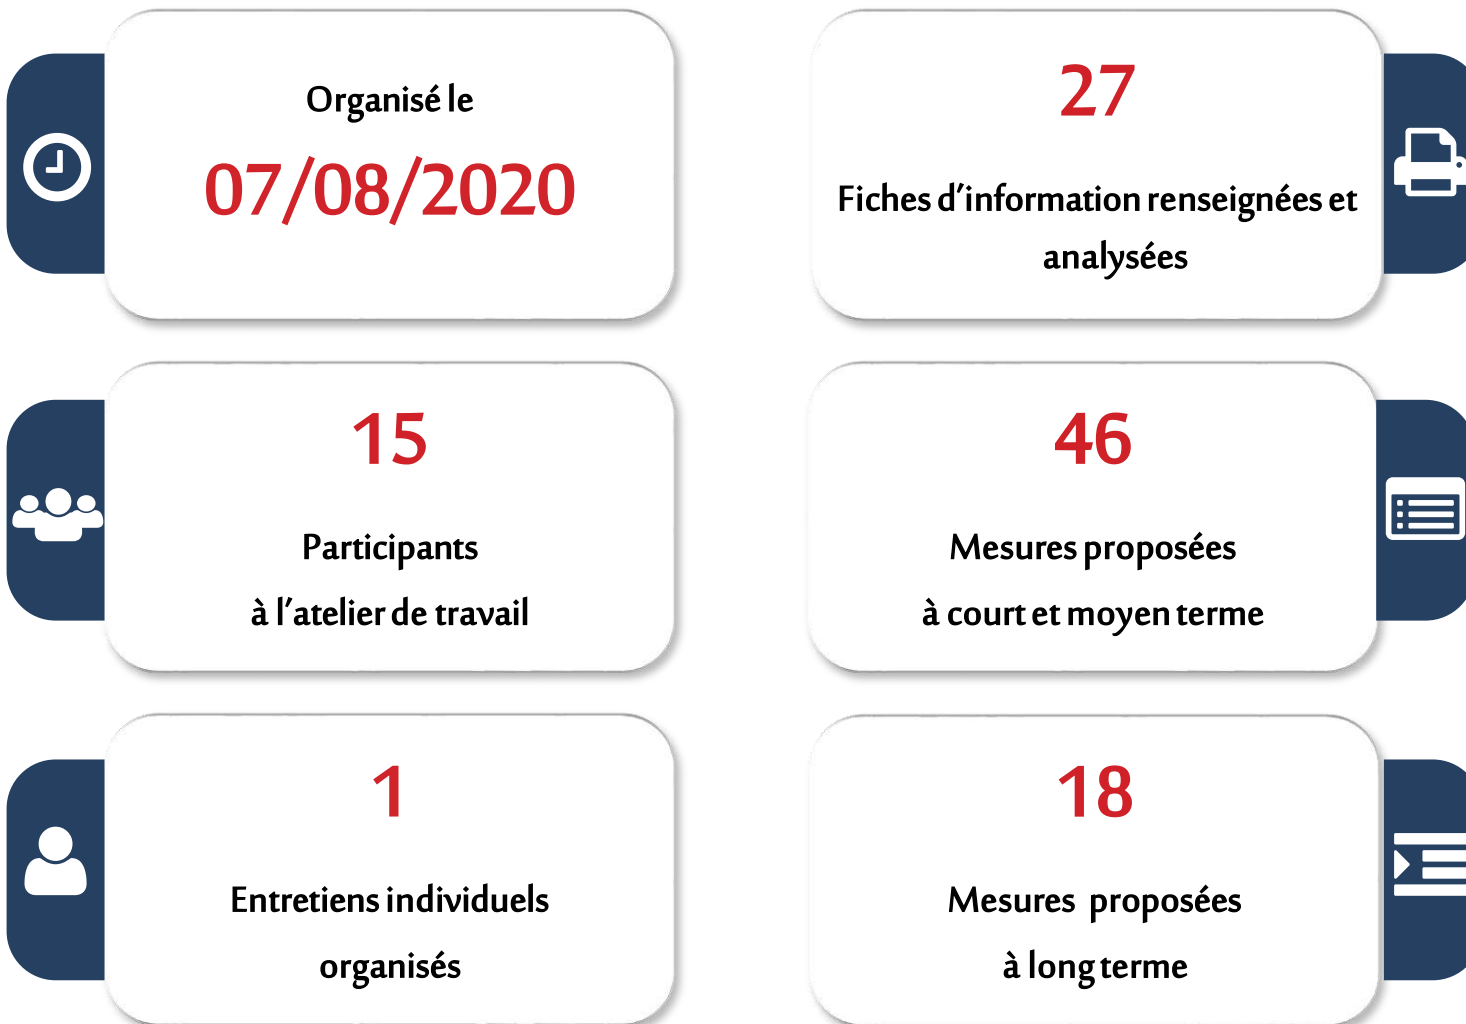 Organisé le
07/08/2020
27
Fiches d’information renseignées et
analysées
15
Participants
à l’atelier de travail
46
Mesures proposées
à court et moyen terme
1
Entretiens individuels
organisés
18
Mesures proposées
à long terme